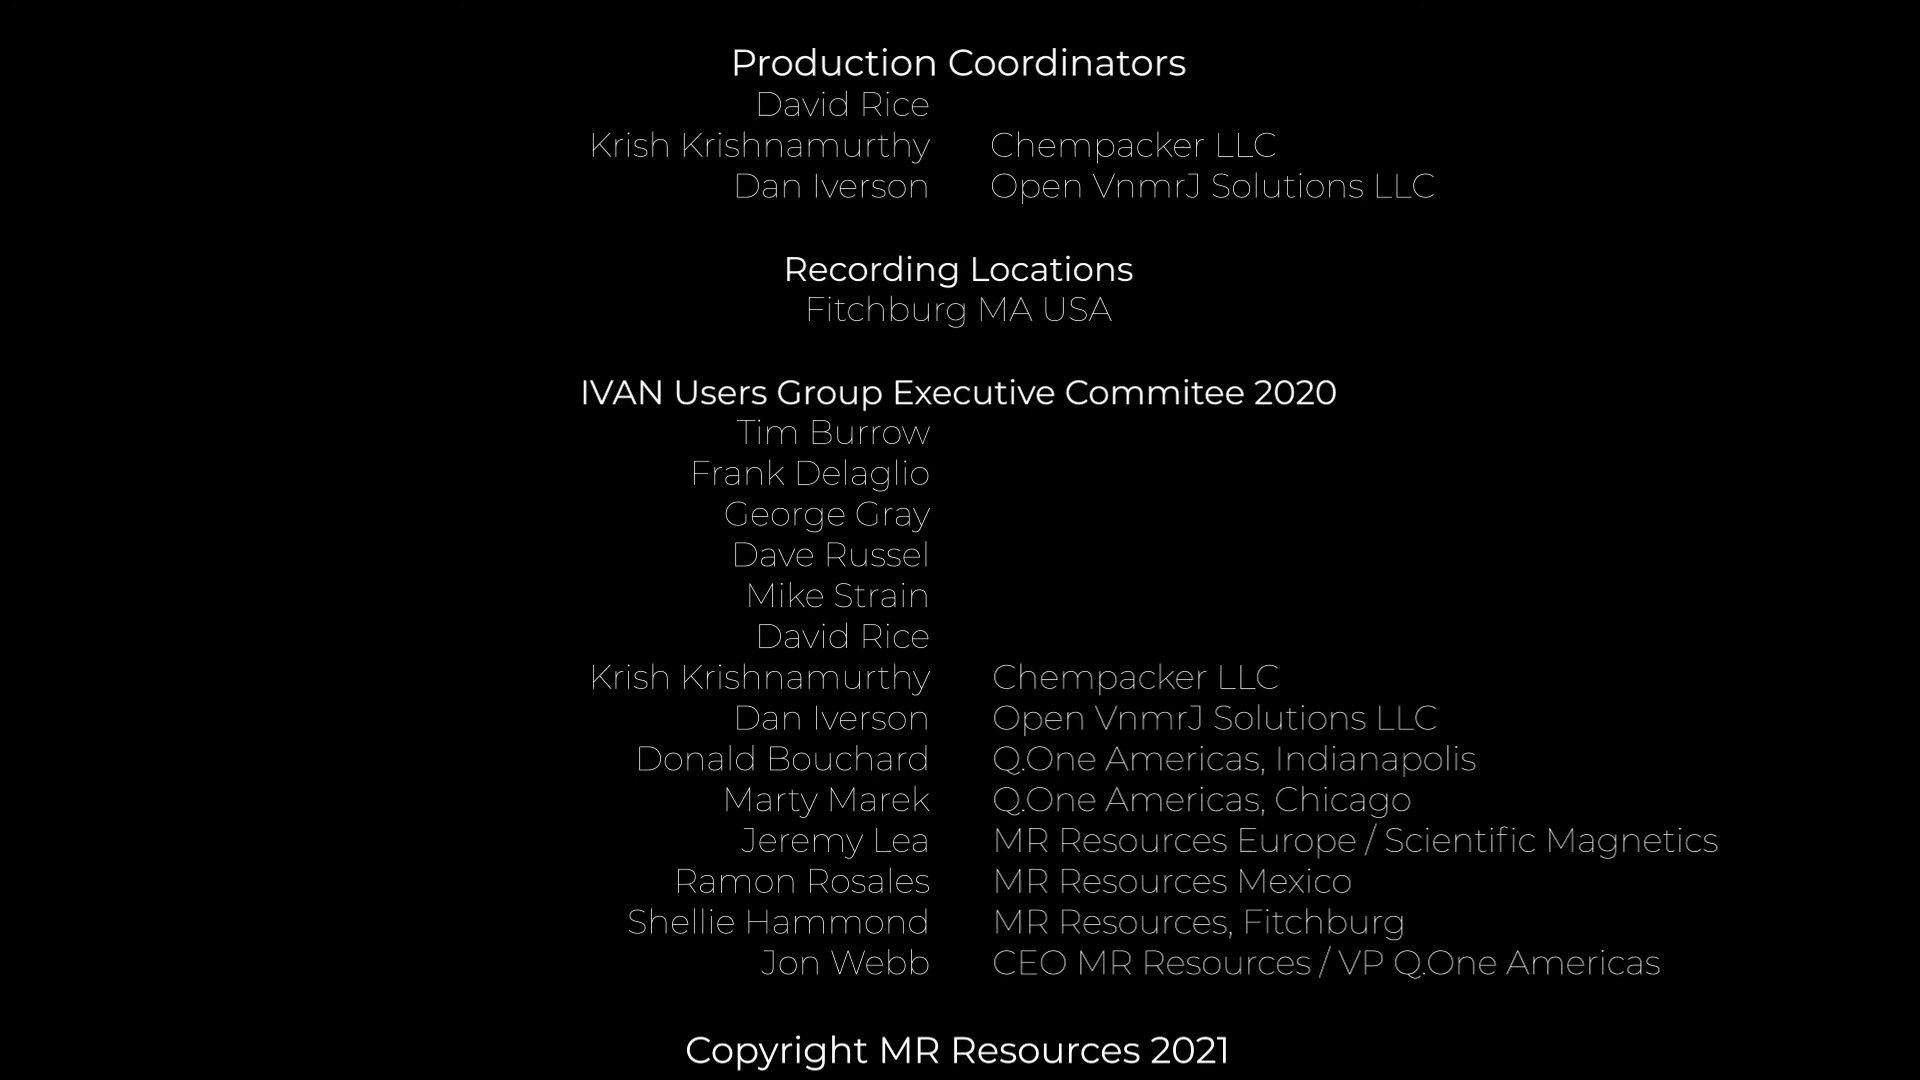 Production Coordinators
David Rice
Krish Krishnamurthy Chempacker LLC
Dan Iverson Open VnmrJ Solutions LLC
Recording Locations
Fitchburg MA USA
IVAN Users Group Executive Commitee 2020
Tim Burrow
Frank Delaglio
George Gray
Dave Russel
Mike Strain
David Rice
Krish Krishnamurthy Chempacker LLC
Dan Iverson Open VnmrJ Solutions LLC
Donald Bouchard Q.One Americas, Indianapolis
Marty Marek Q.One Americas, Chicago
Jeremy Lea MR Resources Europe / Scientific Magnetics
Ramon Rosales MR Resources Mexico
Shellie Hammond MR Resources, Fitchburg
Jon Webb CEO MR Resources / VP Q.One Americas
Copyright MR Resources 2021